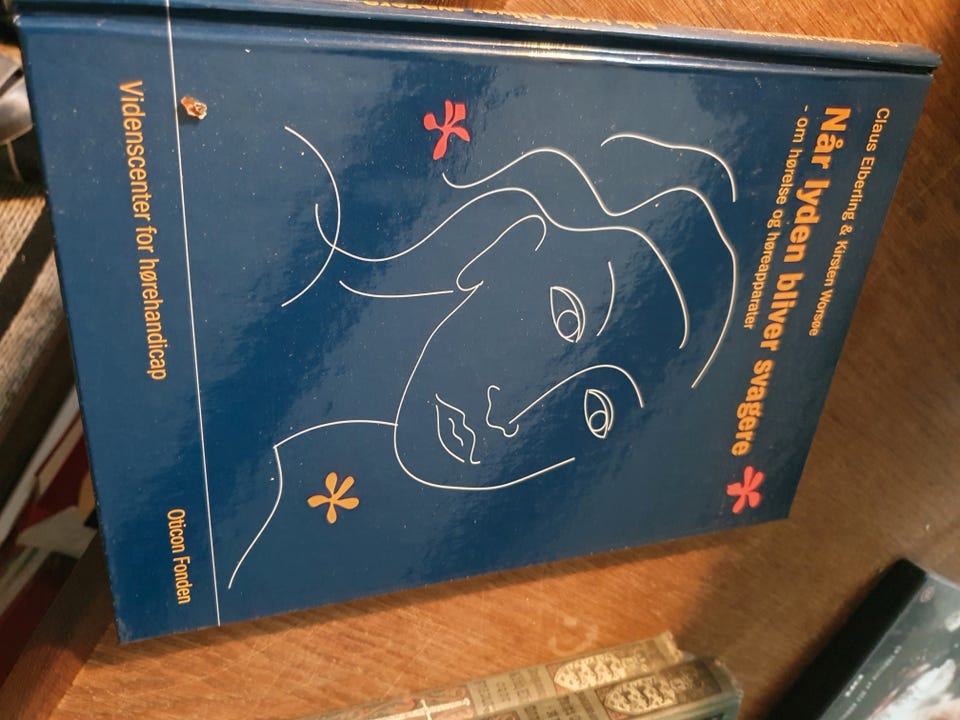 Claus Elberling & Kirsten Worsøe
Når lyden bliver svagere
- om hørelse og høreapparater
Videnscenter for hørehandicap
Oticon Fonden